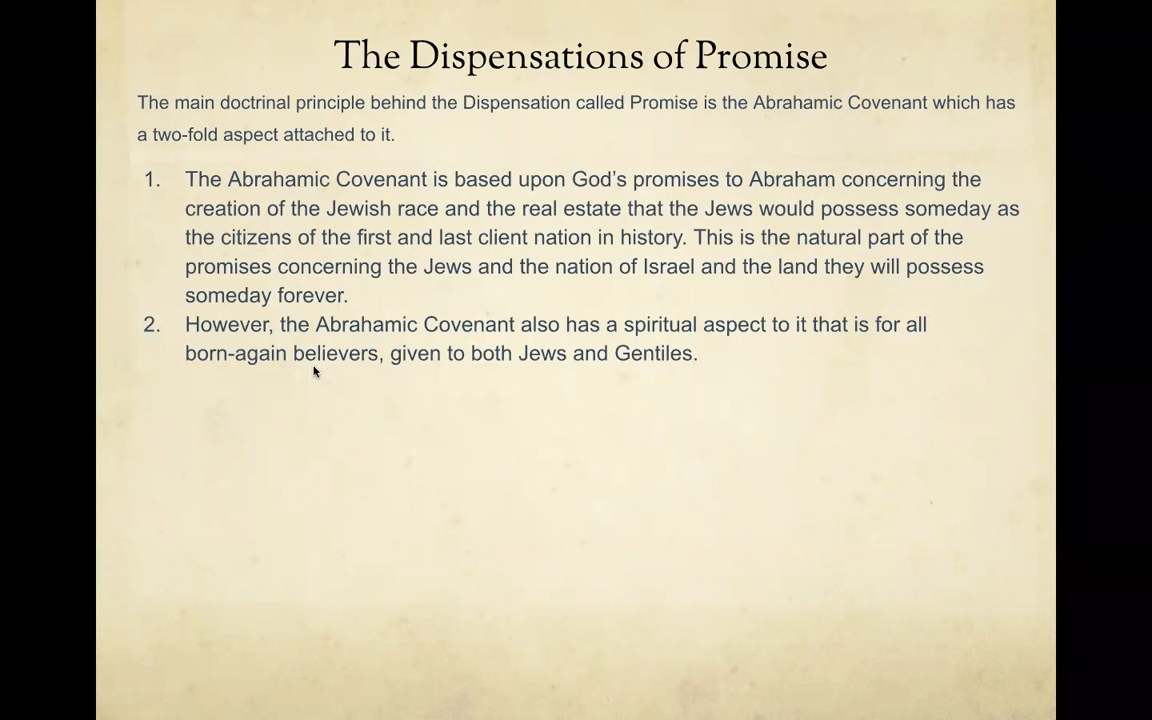 The Dispensations of Promise
The main doctrinal principle behind the Dispensation called Promise is the Abrahamic Covenant which has
a two-fold aspect attached to it.
1. The Abrahamic Covenant is based upon God's promises to Abraham concerning the
creation of the Jewish race and the real estate that the Jews would possess someday as
the citizens of the first and last client nation in history. This is the natural part of the
promises concerning the Jews and the nation of Israel and the land they will possess
someday forever.
2. However, the Abrahamic Covenant also has a spiritual aspect to it that is for all
born-again believers, given to both Jews and Gentiles.